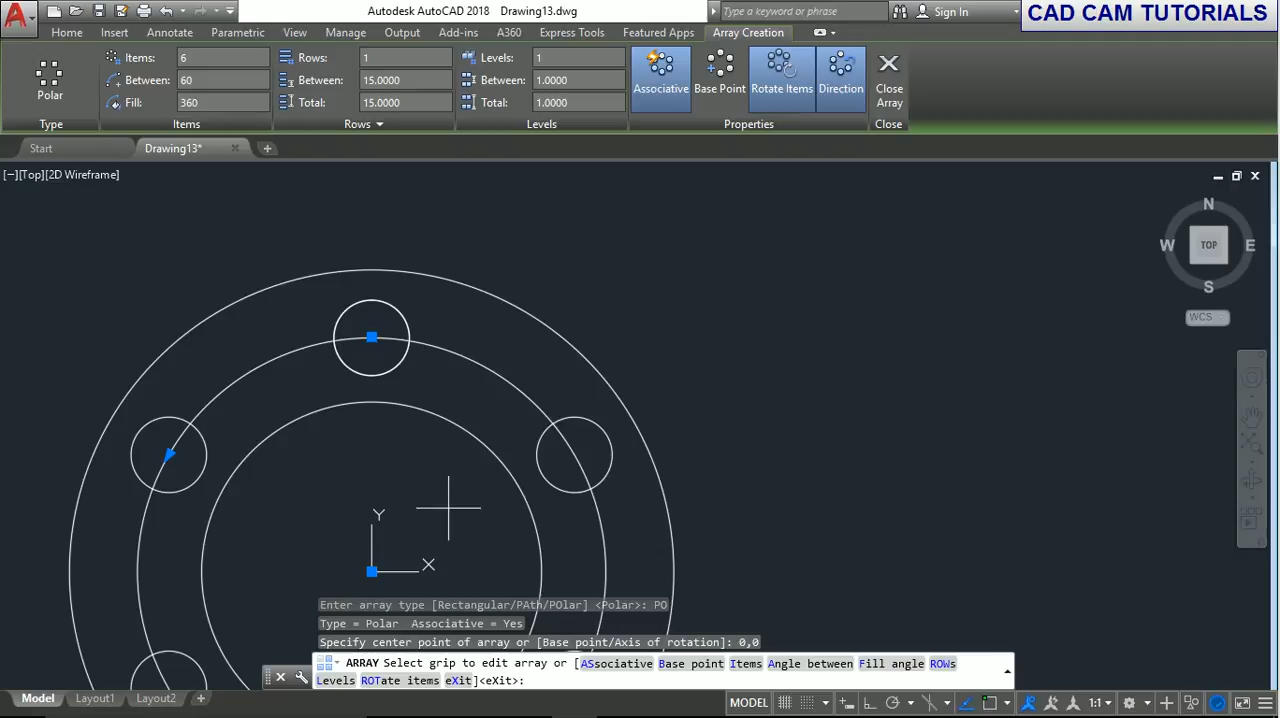 Autodesk AutoCAD 2018 Drawing13.dwg
Type a keyword or phrase
Sign In
CAD CAM TUTORIALS
Home Insert Annotate Parametric View Manage Output Add-ins A360 Express Tools Featured Apps Array Creation
Polar
Items: 6
Between: 60
Fill: 360
Rows: 1
Between: 15.0000
Total: 15.0000
Levels: 1
Between: 1.0000
Total: 1.0000
Associative
Base Point
Rotate Items
Direction
Close
Array
Type Items Rows Levels Properties Close
Start Drawing13*
[−][Top][2D Wireframe]
N
W TOP E
S
WCS
Y
X
Enter array type [Rectangular/PAth/POlar] <Polar>: PO
Type = Polar Associative = Yes
Specify center point of array or [Base point/Axis of rotation]: 0,0
ARRAY Select grip to edit array or [ASsociative Base point Items Angle between Fill angle ROWs
Levels ROTate items eXit]<eXit>:
Model Layout1 Layout2
MODEL 1:1